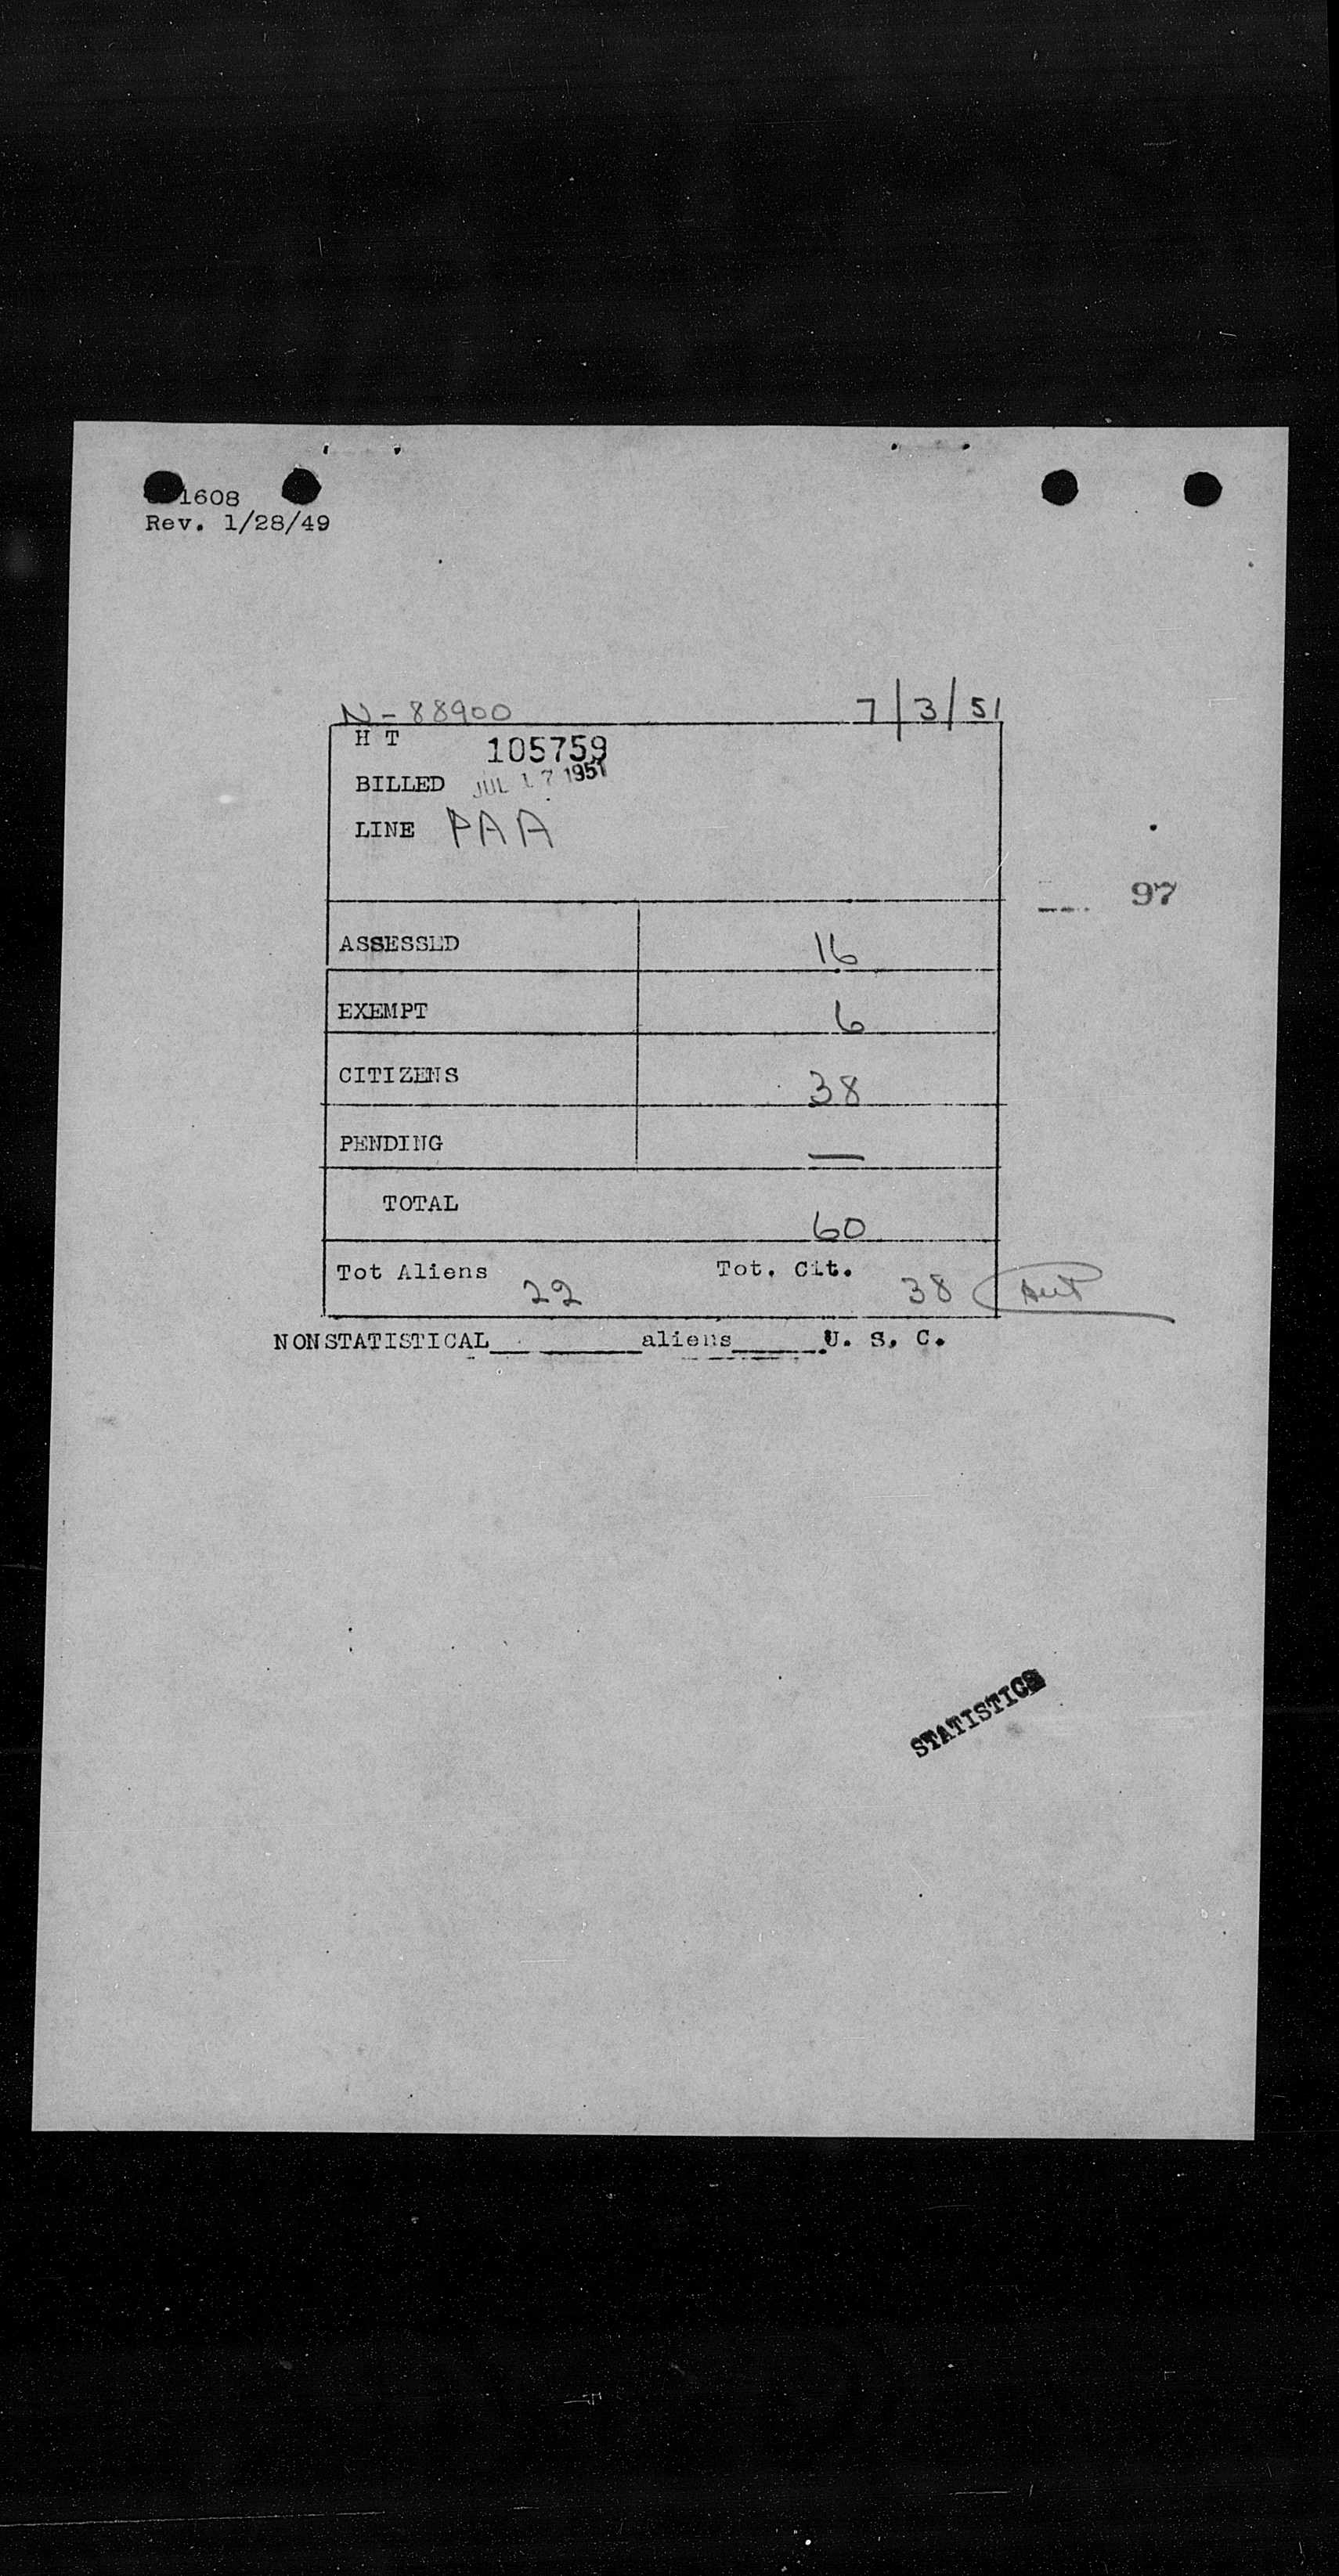 1608
Rev. 1/28/49
N-88900 7/3/51
H T 105759
BILLED JUL 17 1951
LINE PAA
97
ASSESSED 16
EXEMPT 6
CITIZENS 38
PENDING —
TOTAL 60
Tot Aliens 22 Tot. Cit. 38
NONSTATISTICAL aliens U. S. C.
STATISTICS